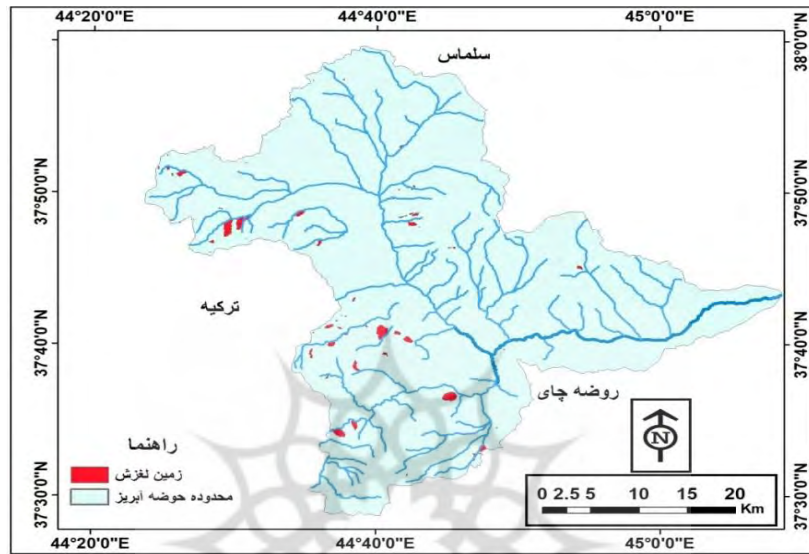 44°20'0"E 44°40'0"E 45°0'0"E
38°0'0"N
37°50'0"N 37°50'0"N
37°40'0"N 37°40'0"N
37°30'0"N 37°30'0"N
سلماس
ترکیه
روضه چای
راهنما
زمین لغزش
محدوده حوضه آبریز
N
0 2.5 5 10 15 20
Km
44°20'0"E 44°40'0"E 45°0'0"E